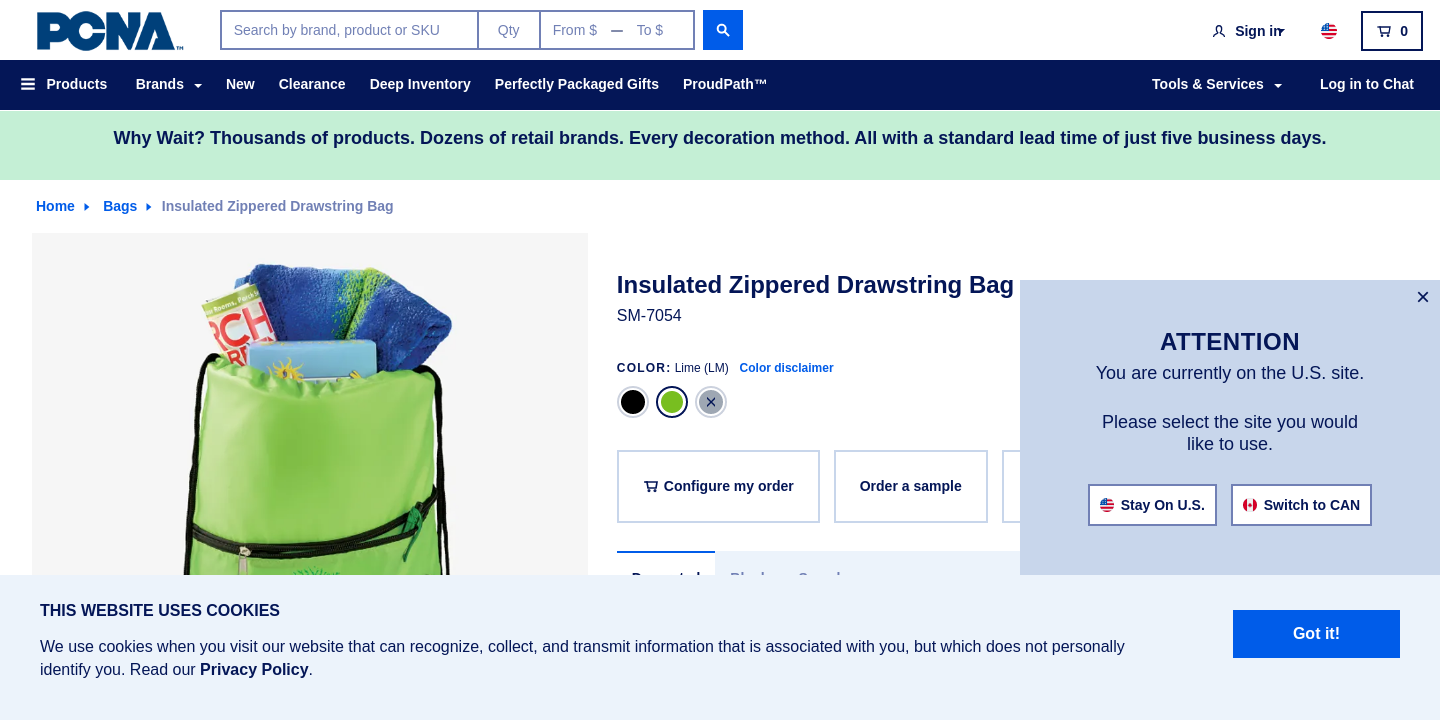 PCNA™
Search by brand, product or SKU
Qty
From $ — To $
Sign in
0
Products
Brands
New
Clearance
Deep Inventory
Perfectly Packaged Gifts
ProudPath™
Tools & Services
Log in to Chat
Why Wait? Thousands of products. Dozens of retail brands. Every decoration method. All with a standard lead time of just five business days.
Home
Bags
Insulated Zippered Drawstring Bag
Insulated Zippered Drawstring Bag
SM-7054
COLOR: Lime (LM) Color disclaimer
Configure my order
Order a sample
ATTENTION
You are currently on the U.S. site.
Please select the site you would
like to use.
Stay On U.S.
Switch to CAN
THIS WEBSITE USES COOKIES
We use cookies when you visit our website that can recognize, collect, and transmit information that is associated with you, but which does not personally
identify you. Read our Privacy Policy.
Got it!